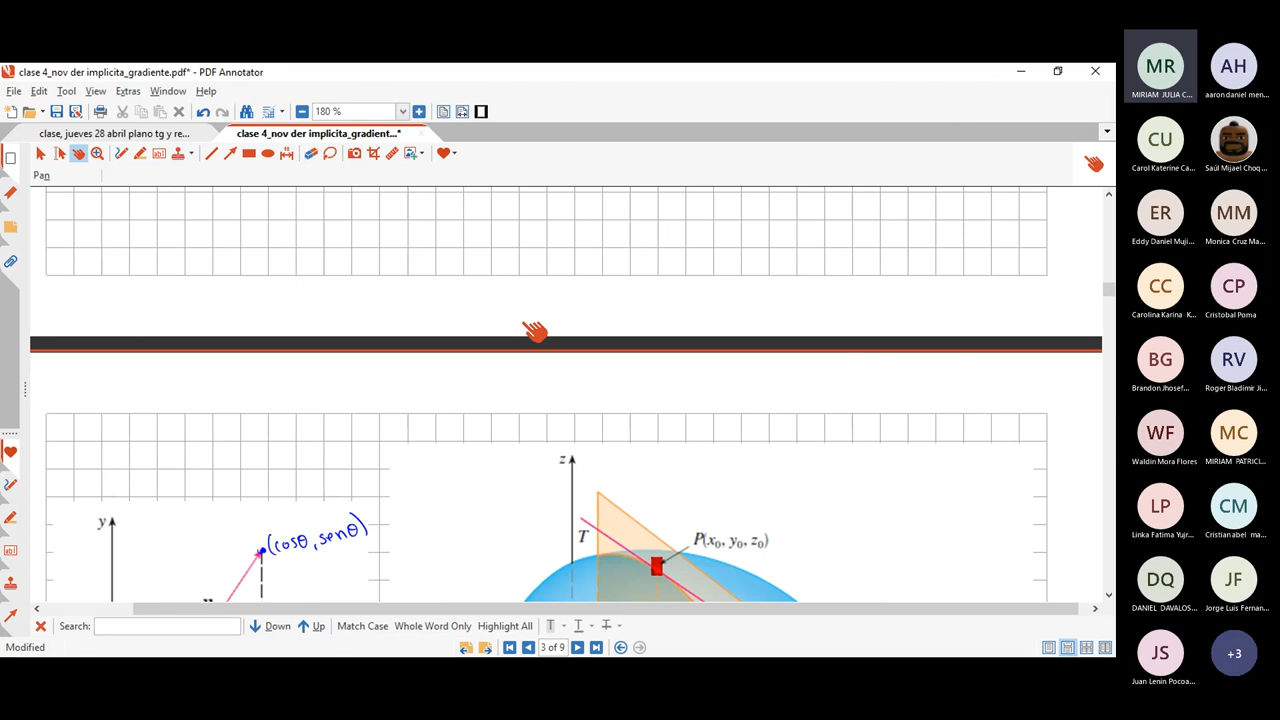 clase 4_nov der implicita_gradiente.pdf* - PDF Annotator
File Edit Tool View Extras Window Help
180 %
clase, jueves 28 abril plano tg y re...
clase 4_nov der implicita_gradient...*
Pan
z
y
(cosθ, senθ)
T
P(x₀, y₀, z₀)
Search:
Down Up Match Case Whole Word Only Highlight All
Modified
3 of 9
MR
MIRIAM JULIA C...
AH
aaron daniel men...
CU
Carol Katerine Ca...
Saúl Mijael Choq...
ER
Eddy Daniel Muji...
MM
Monica Cruz Ma...
CC
Carolina Karina K...
CP
Cristobal Poma
BG
Brandon Jhosef...
RV
Roger Bladimir Ji...
WF
Waldin Mora Flores
MC
MIRIAM PATRICI...
LP
Linka Fatima Yujr...
CM
Cristian abel ma...
DQ
DANIEL DAVALOS...
JF
Jorge Luis Fernan...
JS
Juan Lenin Pocoa...
+3